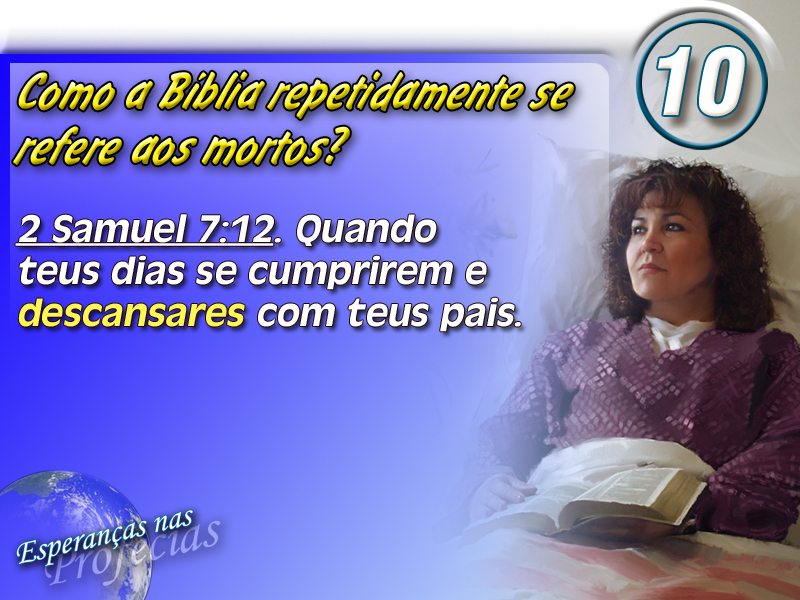 10
Como a Bíblia repetidamente se
refere aos mortos?
2 Samuel 7:12. Quando
teus dias se cumprirem e
descansares com teus pais.
Esperanças nas
Profecias